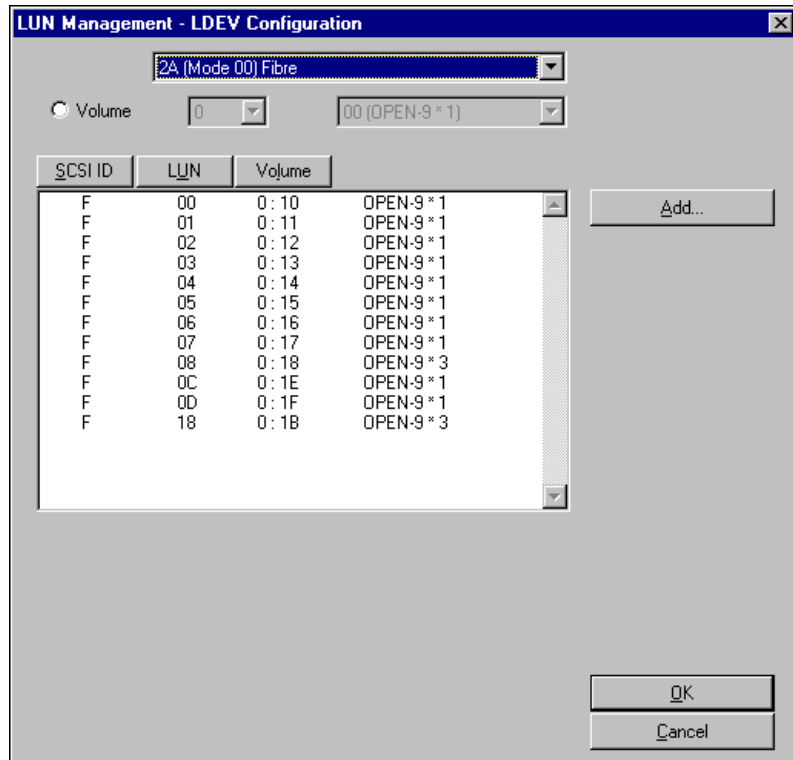 LUN Management - LDEV Configuration
2A (Mode 00) Fibre
Volume 0 00 (OPEN-9 * 1)
SCSI ID LUN Volume
F 00 0 : 10 OPEN-9 * 1
F 01 0 : 11 OPEN-9 * 1
F 02 0 : 12 OPEN-9 * 1
F 03 0 : 13 OPEN-9 * 1
F 04 0 : 14 OPEN-9 * 1
F 05 0 : 15 OPEN-9 * 1
F 06 0 : 16 OPEN-9 * 1
F 07 0 : 17 OPEN-9 * 1
F 08 0 : 18 OPEN-9 * 3
F 0C 0 : 1E OPEN-9 * 1
F 0D 0 : 1F OPEN-9 * 1
F 18 0 : 1B OPEN-9 * 3
Add...
OK
Cancel